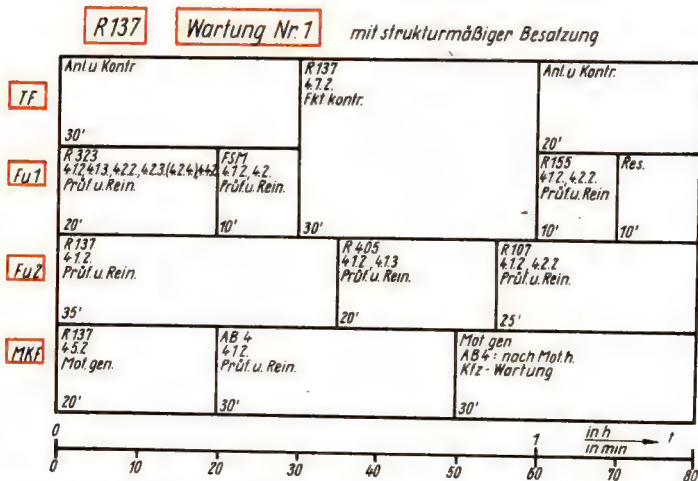 R137 Wartung Nr. 1 mit strukturmäßiger Besatzung
TF
Anl. u Kontr
30'
R 137
4.7.2.
Fkt kontr.
30'
Anl. u Kontr.
20'
Fu1
R 323
4.1.2, 4.1.3, 4.2.2., 4.2.3. (4.2.4.) 4.4.2.
Prüf. u. Rein.
20'
FSM
4.1.2, 4.2.
Prüf. u. Rein.
10'
R155
4.1.2., 4.2.2.
Prüf. u. Rein
10'
Res.
10'
Fu2
R 137
4.1.2.
Prüf. u. Rein.
35'
R 405
4.1.2, 4.1.3
Prüf. u. Rein.
20'
R107
4.1.2, 4.2.2
Prüf. u. Rein.
25'
MKF
R 137
4.5.2
Mot. gen.
20'
AB 4
4.1.2.
Prüf. u. Rein.
30'
Mot gen
AB 4 : nach Mot. h.
Kfz - Wartung
30'
0 1 in h t
in min
0 10 20 30 40 50 60 70 80